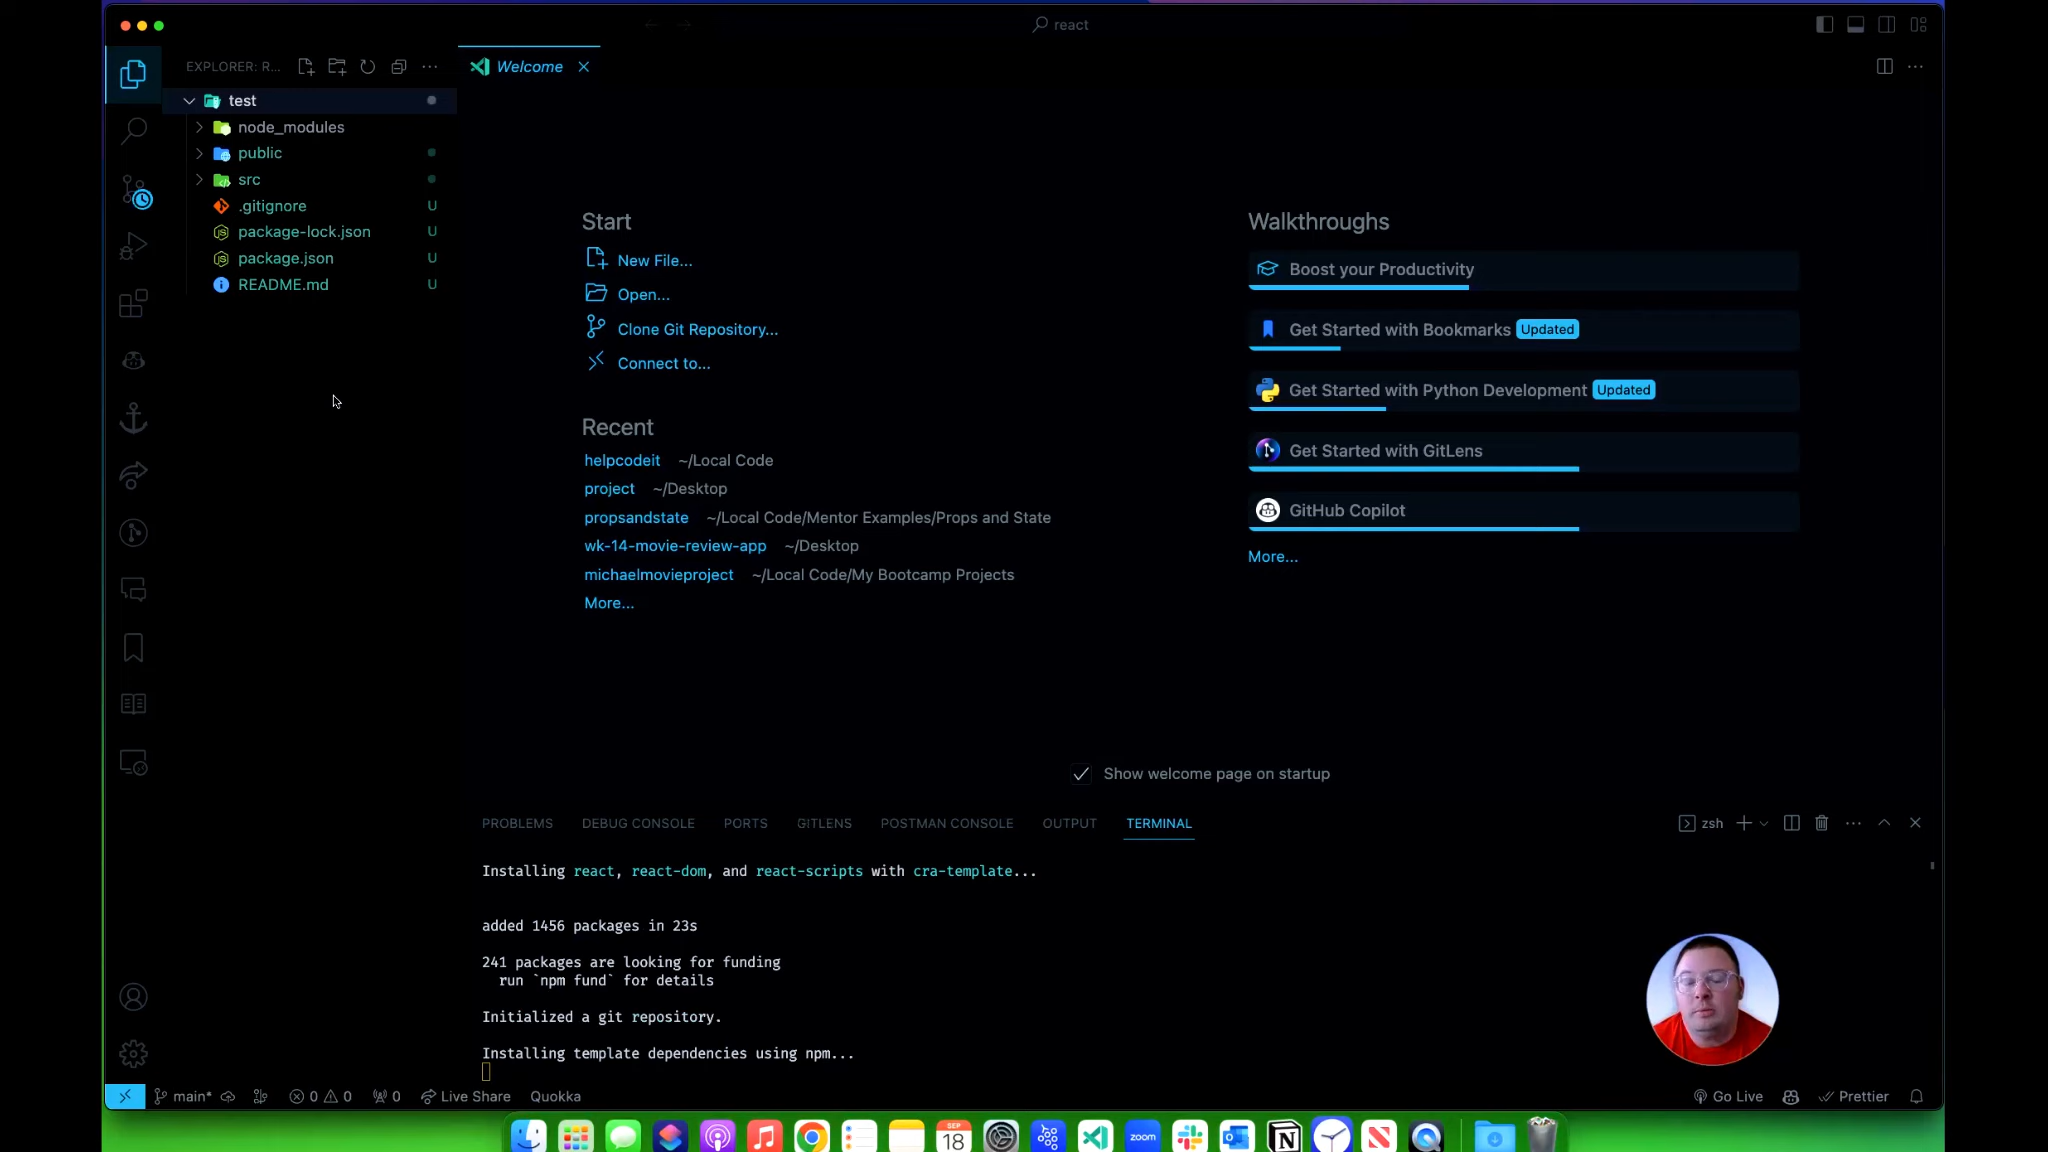 react
EXPLORER: R...
Welcome
test
node_modules
public
src
.gitignore U
package-lock.json U
package.json U
README.md U
Start
New File...
Open...
Clone Git Repository...
Connect to...
Recent
helpcodeit ~/Local Code
project ~/Desktop
propsandstate ~/Local Code/Mentor Examples/Props and State
wk-14-movie-review-app ~/Desktop
michaelmovieproject ~/Local Code/My Bootcamp Projects
More...
Walkthroughs
Boost your Productivity
Get Started with Bookmarks Updated
Get Started with Python Development Updated
Get Started with GitLens
GitHub Copilot
More...
Show welcome page on startup
PROBLEMS DEBUG CONSOLE PORTS GITLENS POSTMAN CONSOLE OUTPUT TERMINAL
zsh
Installing react, react-dom, and react-scripts with cra-template...
added 1456 packages in 23s
241 packages are looking for funding
run `npm fund` for details
Initialized a git repository.
Installing template dependencies using npm...
main* 0 0 0 Live Share Quokka
Go Live Prettier
SEP
18
zoom